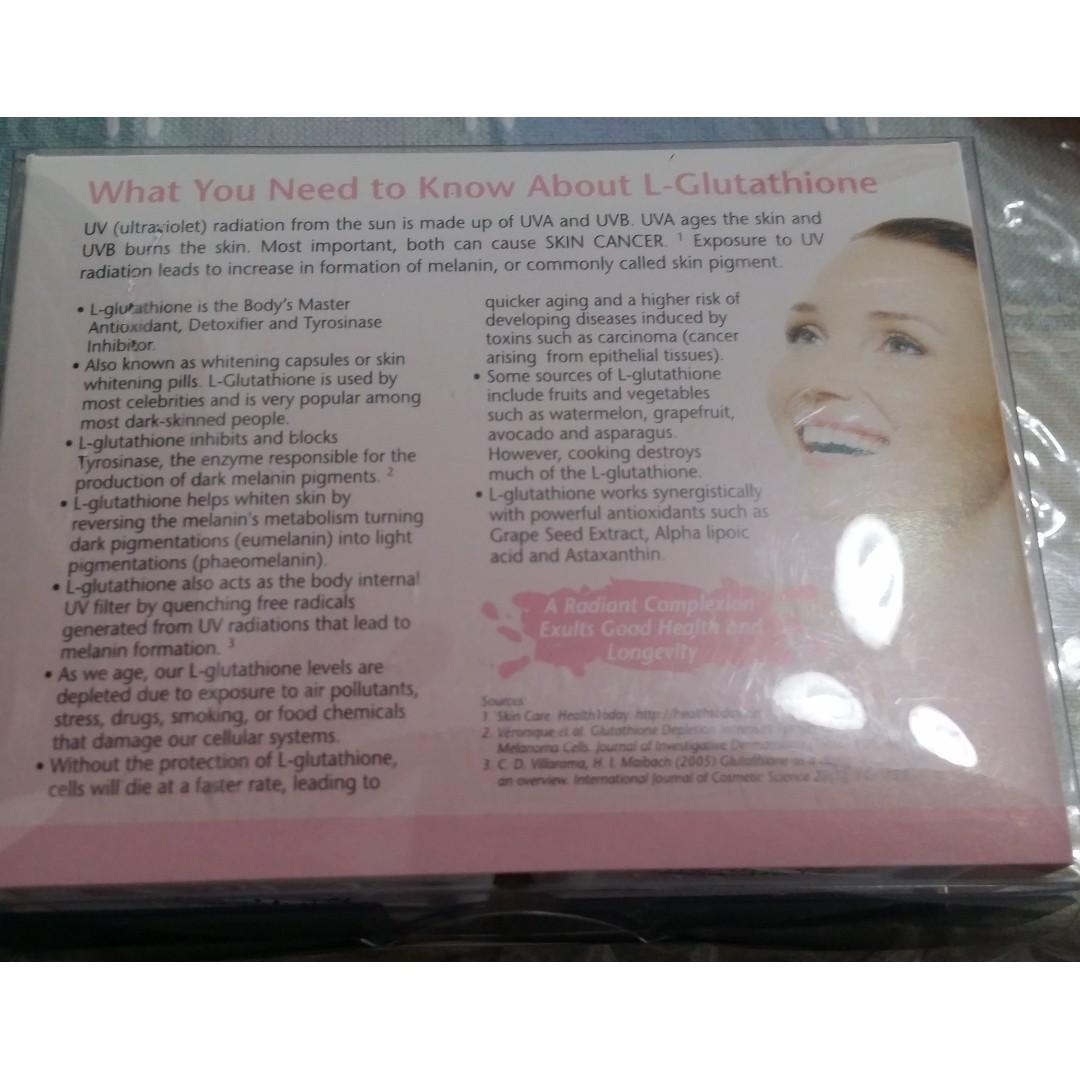 What You Need to Know About L-Glutathione
UV (ultraviolet) radiation from the sun is made up of UVA and UVB. UVA ages the skin and
UVB burns the skin. Most important, both can cause SKIN CANCER. 1 Exposure to UV
radiation leads to increase in formation of melanin, or commonly called skin pigment.
• L-glutathione is the Body's Master
Antioxidant, Detoxifier and Tyrosinase
Inhibitor.
• Also known as whitening capsules or skin
whitening pills. L-Glutathione is used by
most celebrities and is very popular among
most dark-skinned people.
• L-glutathione inhibits and blocks
Tyrosinase, the enzyme responsible for the
production of dark melanin pigments. 2
• L-glutathione helps whiten skin by
reversing the melanin's metabolism turning
dark pigmentations (eumelanin) into light
pigmentations (phaeomelanin).
• L-glutathione also acts as the body internal
UV filter by quenching free radicals
generated from UV radiations that lead to
melanin formation. 3
• As we age, our L-glutathione levels are
depleted due to exposure to air pollutants,
stress, drugs, smoking, or food chemicals
that damage our cellular systems.
• Without the protection of L-glutathione,
cells will die at a faster rate, leading to
quicker aging and a higher risk of
developing diseases induced by
toxins such as carcinoma (cancer
arising from epithelial tissues).
• Some sources of L-glutathione
include fruits and vegetables
such as watermelon, grapefruit,
avocado and asparagus.
However, cooking destroys
much of the L-glutathione.
• L-glutathione works synergistically
with powerful antioxidants such as
Grape Seed Extract, Alpha lipoic
acid and Astaxanthin.
A Radiant Complexion
Exults Good Health and
Longevity
Sources:
1. Skin Care. HealthToday.
2. Veronique et al. Glutathione Depletion
Melanoma Cells. Journal of Investigative
3. C. D. Villarama, H. I. Maibach (2005) Glutathione as a
an overview. International Journal of Cosmetic Science